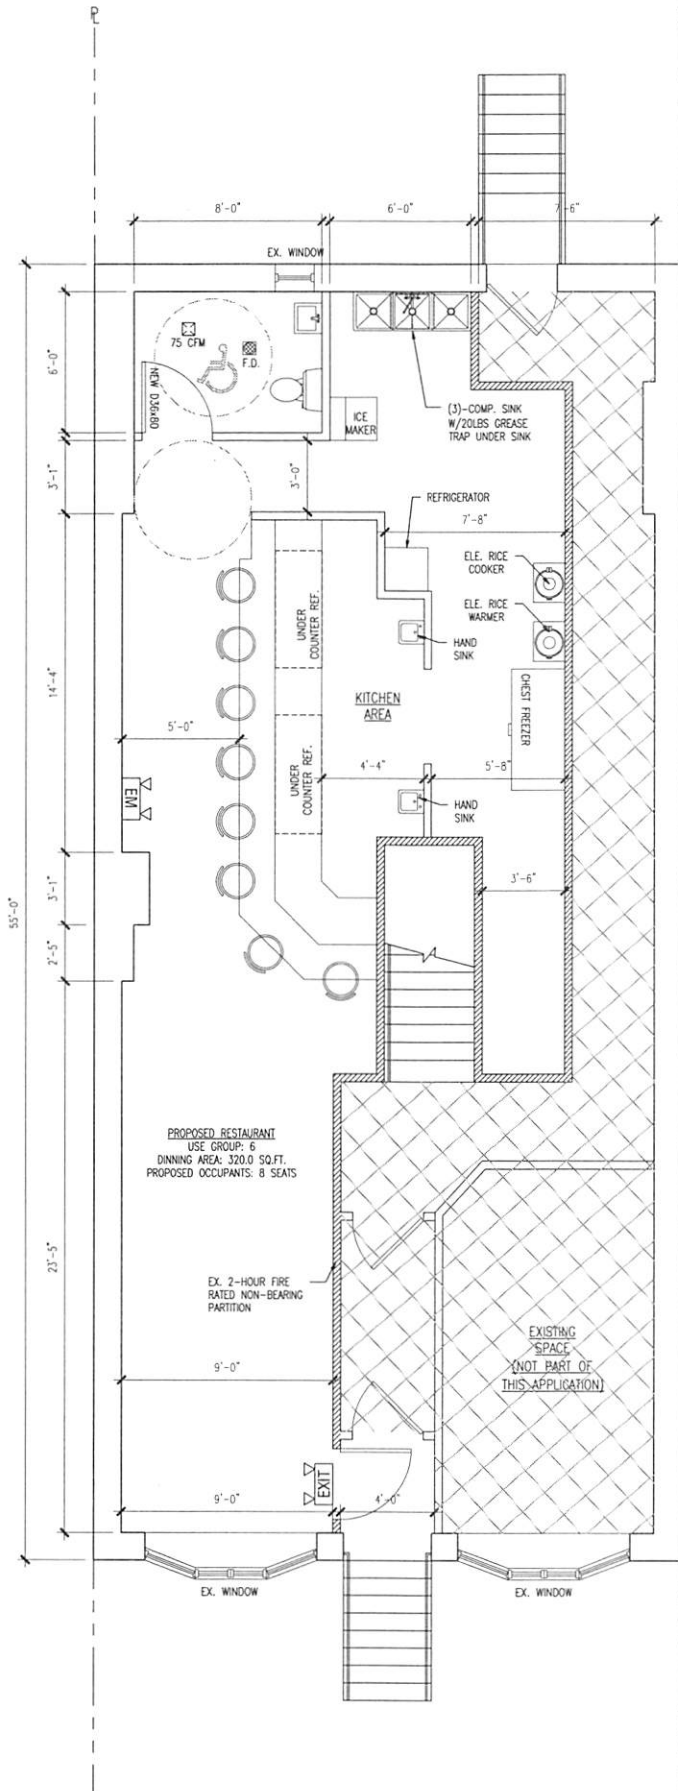 PL
8'-0"
6'-0"
7'-6"
EX. WINDOW
75 CFM
F.D.
NEW D36x80
ICE
MAKER
(3)-COMP. SINK
W/20LBS GREASE
TRAP UNDER SINK
6'-0"
3'-1"
3'-0"
REFRIGERATOR
7'-8"
ELE. RICE
COOKER
ELE. RICE
WARMER
UNDER
COUNTER REF.
HAND
SINK
CHEST FREEZER
KITCHEN
AREA
14'-4"
5'-0"
UNDER
COUNTER REF.
4'-4"
5'-8"
EM
HAND
SINK
3'-1"
3'-6"
55'-0"
2'-5"
PROPOSED RESTAURANT
USE GROUP: 6
DINNING AREA: 320.0 SQ.FT.
PROPOSED OCCUPANTS: 8 SEATS
23'-5"
EX. 2-HOUR FIRE
RATED NON-BEARING
PARTITION
EXISTING
SPACE
(NOT PART OF
THIS APPLICATION)
9'-0"
EXIT
9'-0"
4'-0"
EX. WINDOW
EX. WINDOW